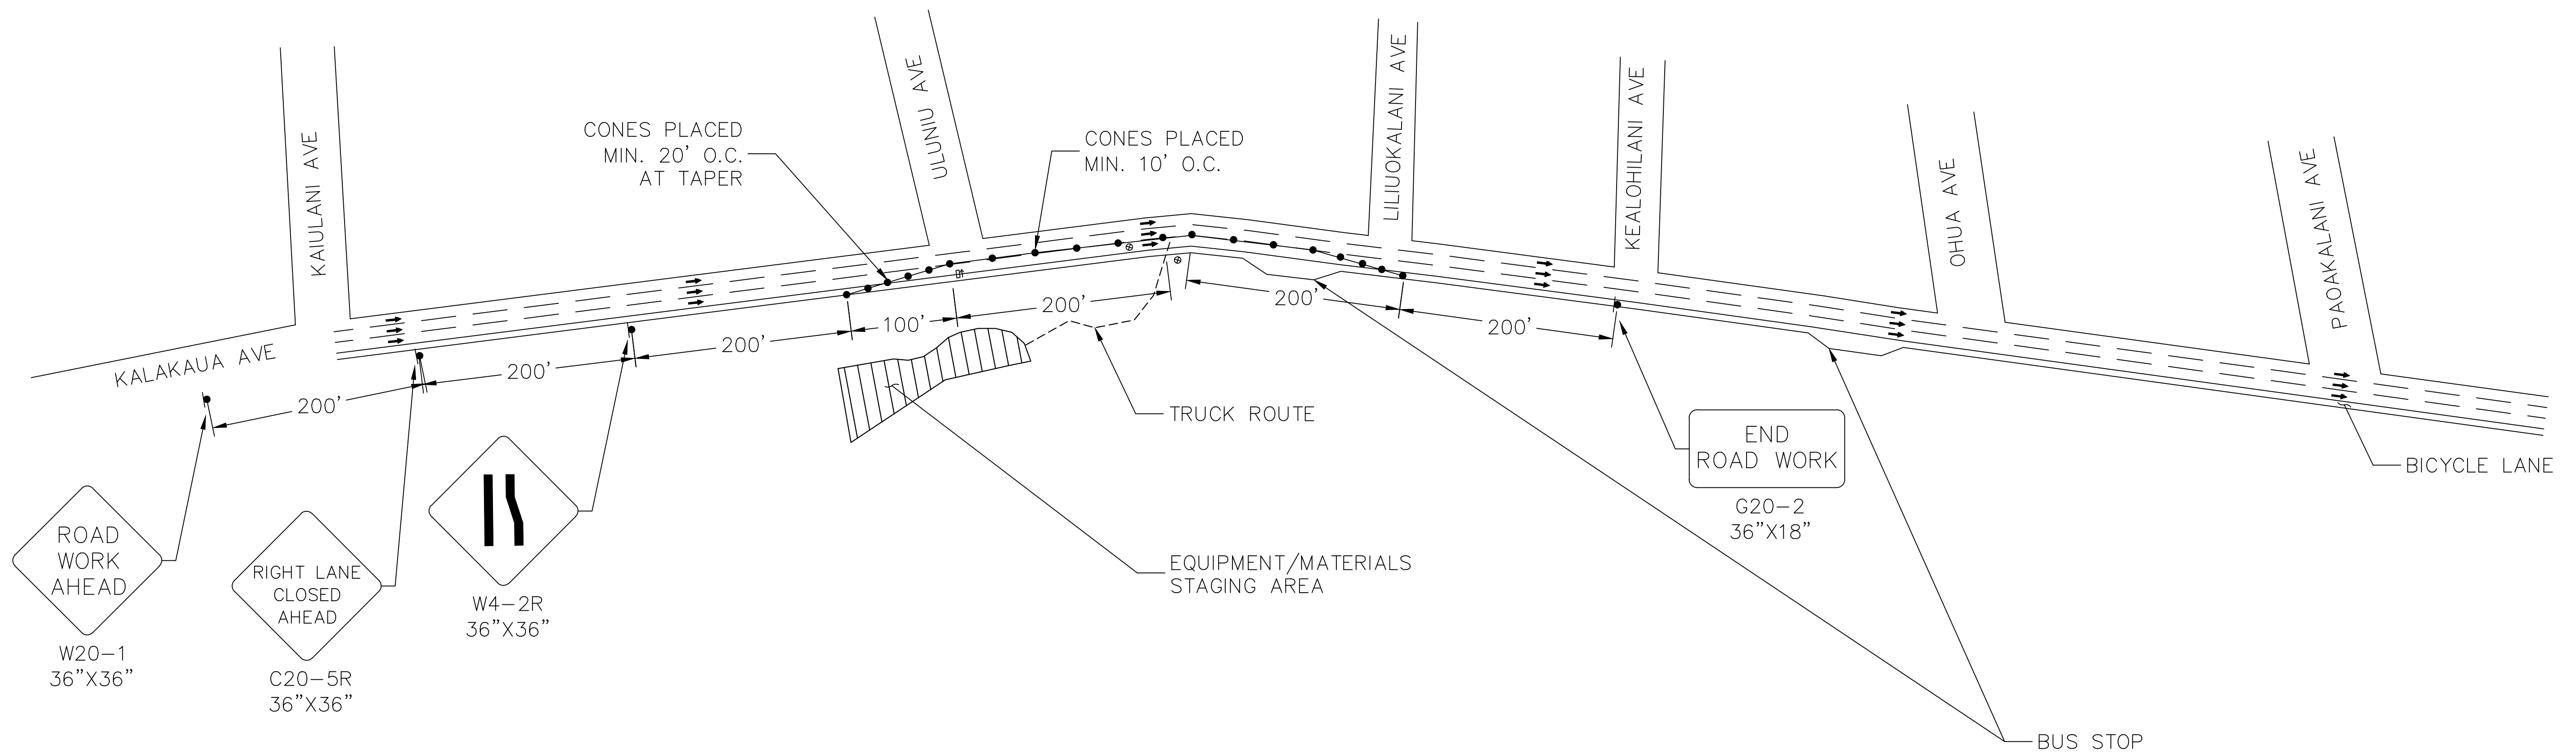 KAIULANI AVE
ULUNIU AVE
LILIUOKALANI AVE
KEALOHILANI AVE
OHUA AVE
PAOAKALANI AVE
KALAKAUA AVE
CONES PLACED
MIN. 20' O.C.
AT TAPER
CONES PLACED
MIN. 10' O.C.
200'
200'
200'
100'
200'
200'
200'
TRUCK ROUTE
EQUIPMENT/MATERIALS
STAGING AREA
ROAD
WORK
AHEAD
W20-1
36"X36"
RIGHT LANE
CLOSED
AHEAD
C20-5R
36"X36"
W4-2R
36"X36"
END
ROAD WORK
G20-2
36"X18"
BICYCLE LANE
BUS STOP